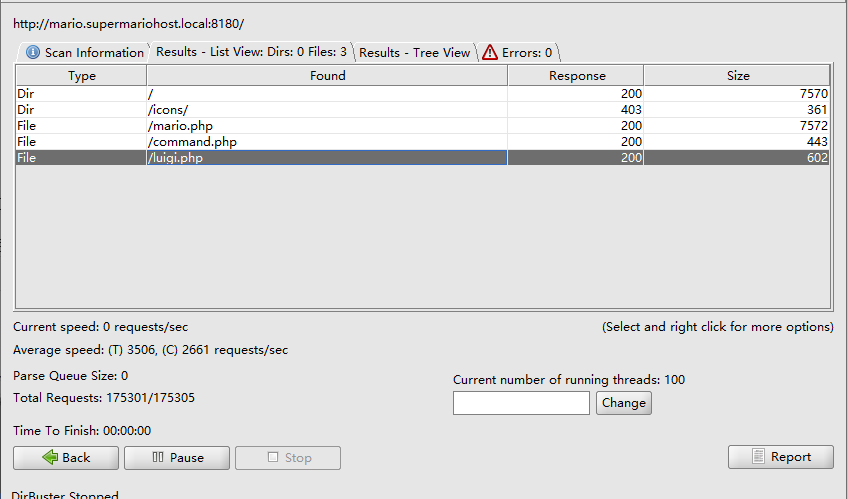 http://mario.supermariohost.local:8180/
Scan Information Results - List View: Dirs: 0 Files: 3 Results - Tree View Errors: 0
Type Found Response Size
Dir / 200 7570
Dir /icons/ 403 361
File /mario.php 200 7572
File /command.php 200 443
File /luigi.php 200 602
Current speed: 0 requests/sec (Select and right click for more options)
Average speed: (T) 3506, (C) 2661 requests/sec
Parse Queue Size: 0
Current number of running threads: 100
Total Requests: 175301/175305
Change
Time To Finish: 00:00:00
Back Pause Stop Report
DirBuster Stopped